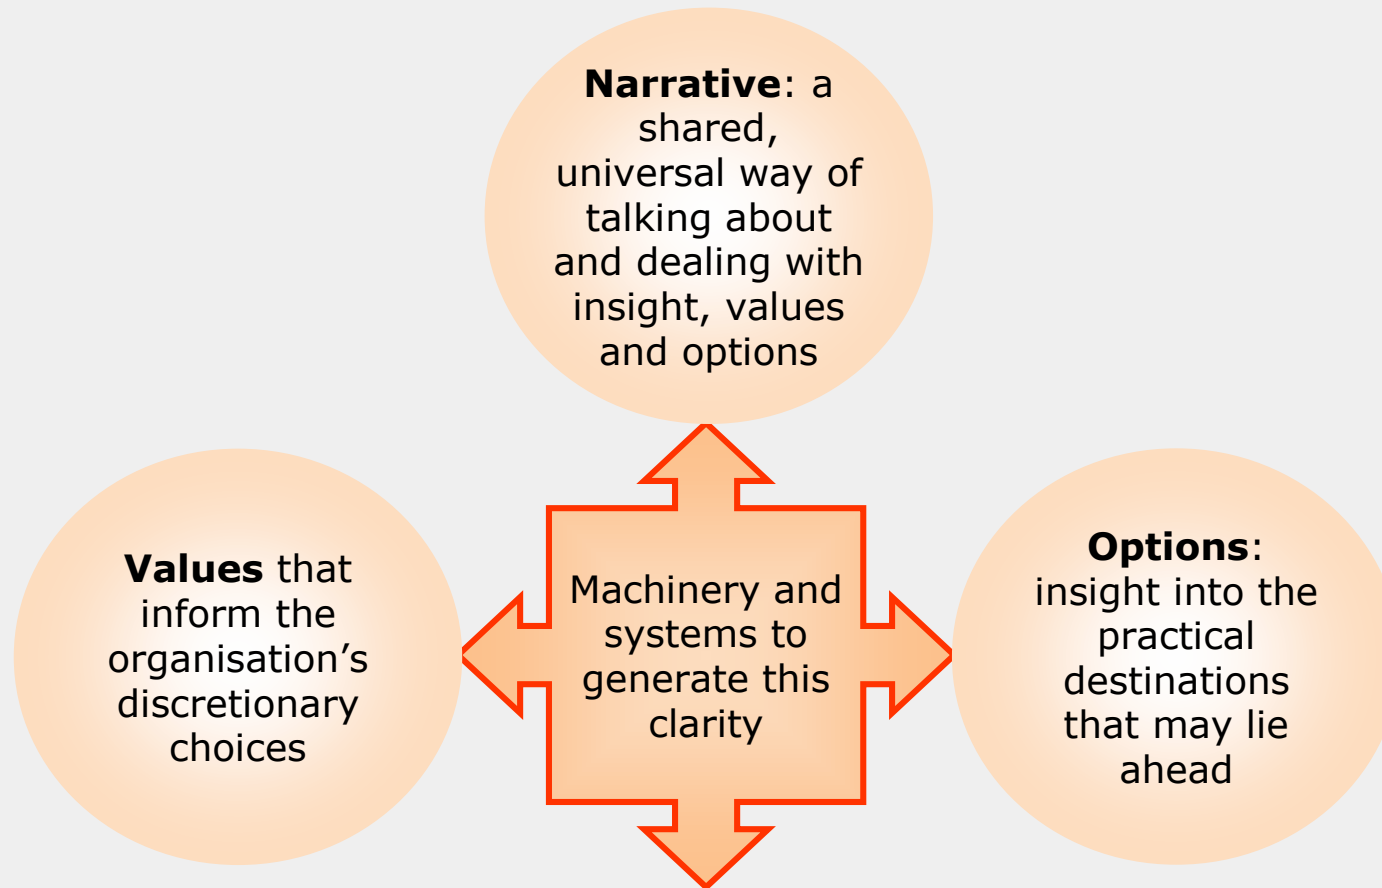 Narrative: a
shared,
universal way of
talking about
and dealing with
insight, values
and options
Values that
inform the
organisation’s
discretionary
choices
Machinery and
systems to
generate this
clarity
Options:
insight into the
practical
destinations
that may lie
ahead